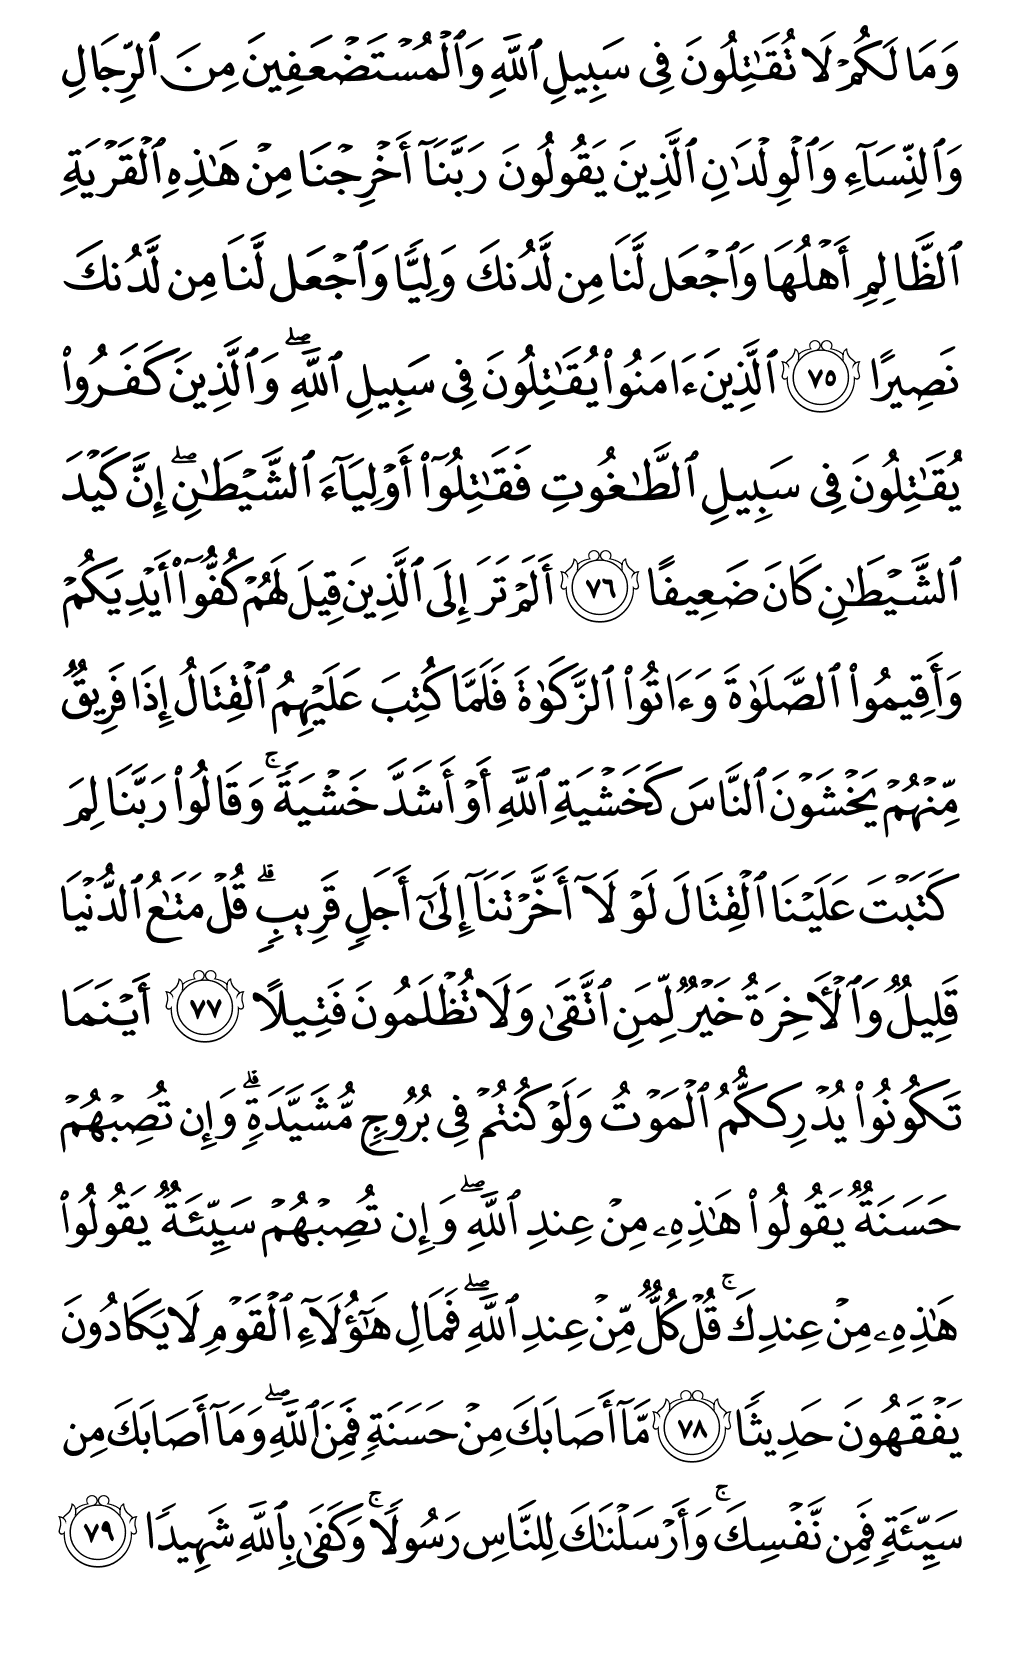 وَمَا لَكُمْ لَا تُقَٰتِلُونَ فِى سَبِيلِ ٱللَّهِ وَٱلْمُسْتَضْعَفِينَ مِنَ ٱلرِّجَالِ
وَٱلنِّسَآءِ وَٱلْوِلْدَٰنِ ٱلَّذِينَ يَقُولُونَ رَبَّنَآ أَخْرِجْنَا مِنْ هَٰذِهِ ٱلْقَرْيَةِ
ٱلظَّالِمِ أَهْلُهَا وَٱجْعَل لَّنَا مِن لَّدُنكَ وَلِيًّا وَٱجْعَل لَّنَا مِن لَّدُنكَ
نَصِيرًا ٧٥ ٱلَّذِينَ ءَامَنُوا۟ يُقَٰتِلُونَ فِى سَبِيلِ ٱللَّهِ ۖ وَٱلَّذِينَ كَفَرُوا۟
يُقَٰتِلُونَ فِى سَبِيلِ ٱلطَّٰغُوتِ فَقَٰتِلُوٓا۟ أَوْلِيَآءَ ٱلشَّيْطَٰنِ ۖ إِنَّ كَيْدَ
ٱلشَّيْطَٰنِ كَانَ ضَعِيفًا ٧٦ أَلَمْ تَرَ إِلَى ٱلَّذِينَ قِيلَ لَهُمْ كُفُّوٓا۟ أَيْدِيَكُمْ
وَأَقِيمُوا۟ ٱلصَّلَوٰةَ وَءَاتُوا۟ ٱلزَّكَوٰةَ فَلَمَّا كُتِبَ عَلَيْهِمُ ٱلْقِتَالُ إِذَا فَرِيقٌ
مِّنْهُمْ يَخْشَوْنَ ٱلنَّاسَ كَخَشْيَةِ ٱللَّهِ أَوْ أَشَدَّ خَشْيَةً ۚ وَقَالُوا۟ رَبَّنَا لِمَ
كَتَبْتَ عَلَيْنَا ٱلْقِتَالَ لَوْلَآ أَخَّرْتَنَآ إِلَىٰٓ أَجَلٍ قَرِيبٍ ۗ قُلْ مَتَٰعُ ٱلدُّنْيَا
قَلِيلٌ وَٱلْـَٔاخِرَةُ خَيْرٌ لِّمَنِ ٱتَّقَىٰ وَلَا تُظْلَمُونَ فَتِيلًا ٧٧ أَيْنَمَا
تَكُونُوا۟ يُدْرِككُّمُ ٱلْمَوْتُ وَلَوْ كُنتُمْ فِى بُرُوجٍ مُّشَيَّدَةٍ ۗ وَإِن تُصِبْهُمْ
حَسَنَةٌ يَقُولُوا۟ هَٰذِهِۦ مِنْ عِندِ ٱللَّهِ ۖ وَإِن تُصِبْهُمْ سَيِّئَةٌ يَقُولُوا۟
هَٰذِهِۦ مِنْ عِندِكَ ۚ قُلْ كُلٌّ مِّنْ عِندِ ٱللَّهِ ۖ فَمَالِ هَٰٓؤُلَآءِ ٱلْقَوْمِ لَا يَكَادُونَ
يَفْقَهُونَ حَدِيثًا ٧٨ مَّآ أَصَابَكَ مِنْ حَسَنَةٍ فَمِنَ ٱللَّهِ ۖ وَمَآ أَصَابَكَ مِن
سَيِّئَةٍ فَمِن نَّفْسِكَ ۚ وَأَرْسَلْنَٰكَ لِلنَّاسِ رَسُولًا ۚ وَكَفَىٰ بِٱللَّهِ شَهِيدًا ٧٩